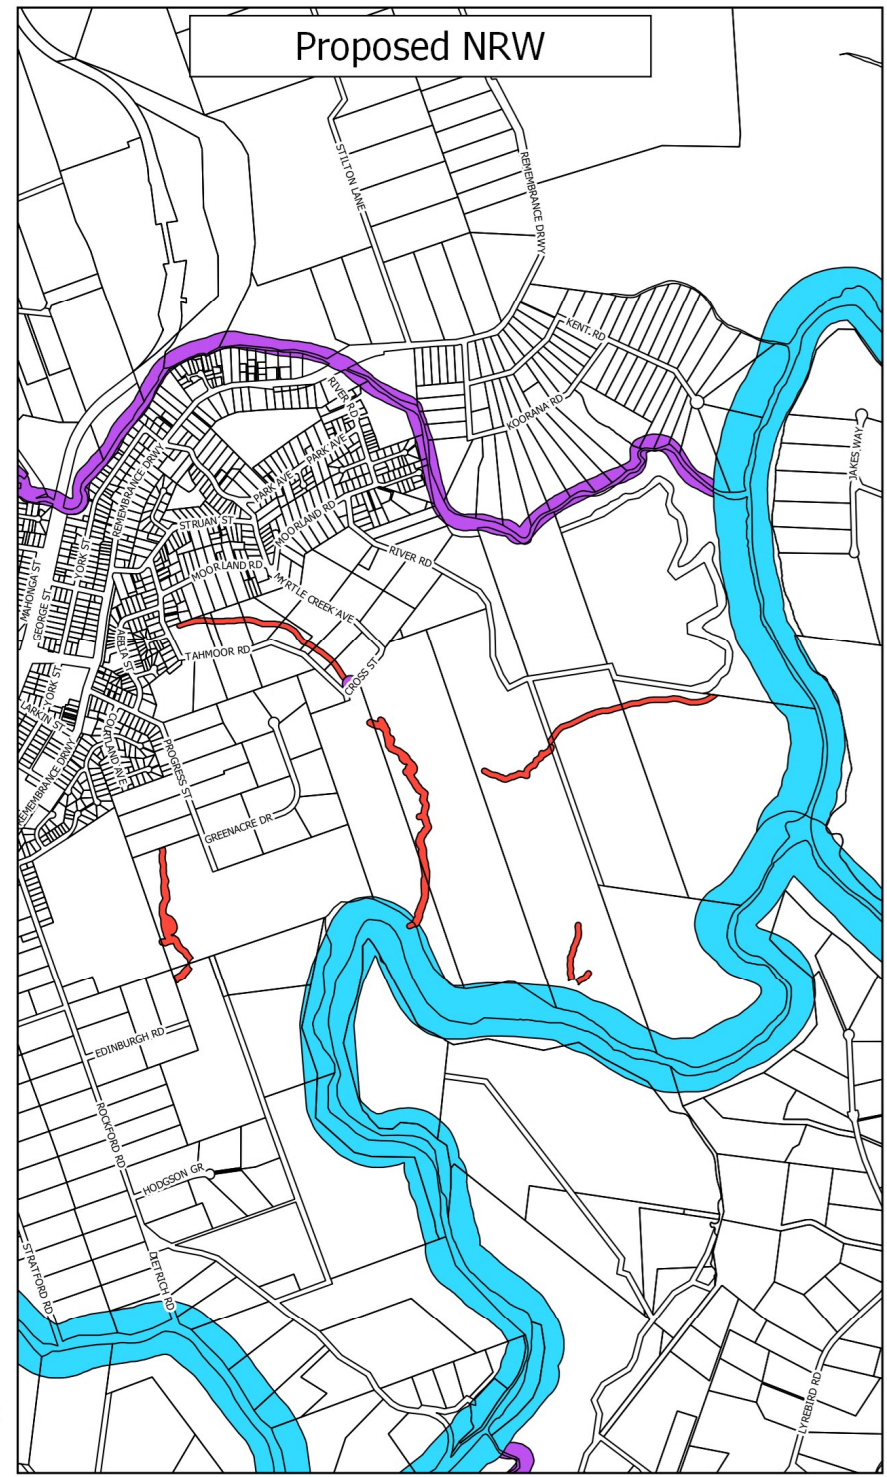 Proposed NRW
STILTON LANE
REMEMBRANCE DRWY
KENT RD
RIVER RD
KOORANA RD
JAKES WAY
REMEMBRANCE DRWY
PARK AVE
PARK AVE
MOORLAND RD
STRUAN ST
YORK ST
RIVER RD
MAHONGA ST
GEORGE ST
MOORLAND RD
MYRTLE CREEK AVE
ABELIA ST
TAHMOOR RD
CROSS ST
YORK ST
LARKIN ST
COURTLAND AVE
PROGRESS ST
REMEMBRANCE DRWY
GREENACRE DR
EDINBURGH RD
ROCKFORD RD
HODGSON GR
STRATFORD RD
DIETRICH RD
LYREBIRD RD